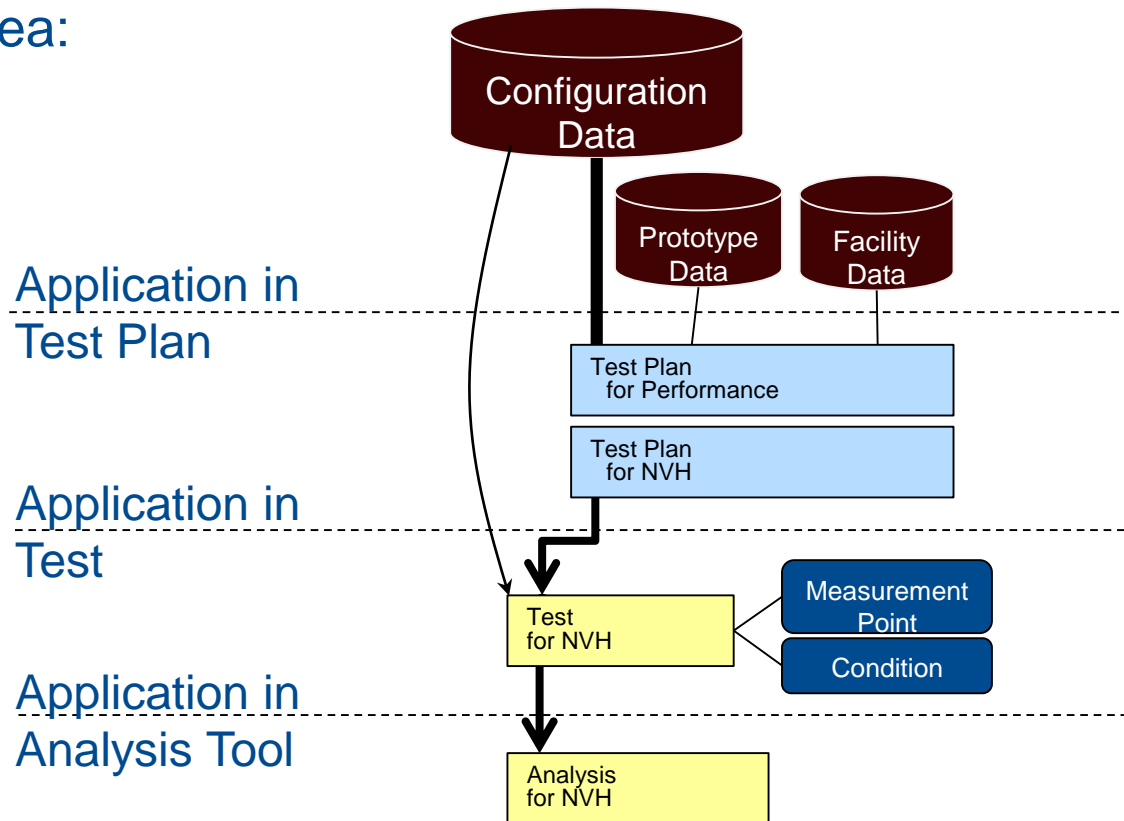 ea:
Configuration
Data
Prototype
Data
Facility
Data
Application in
Test Plan
Test Plan
for Performance
Test Plan
for NVH
Application in
Test
Measurement
Point
Test
for NVH
Condition
Application in
Analysis Tool
Analysis
for NVH